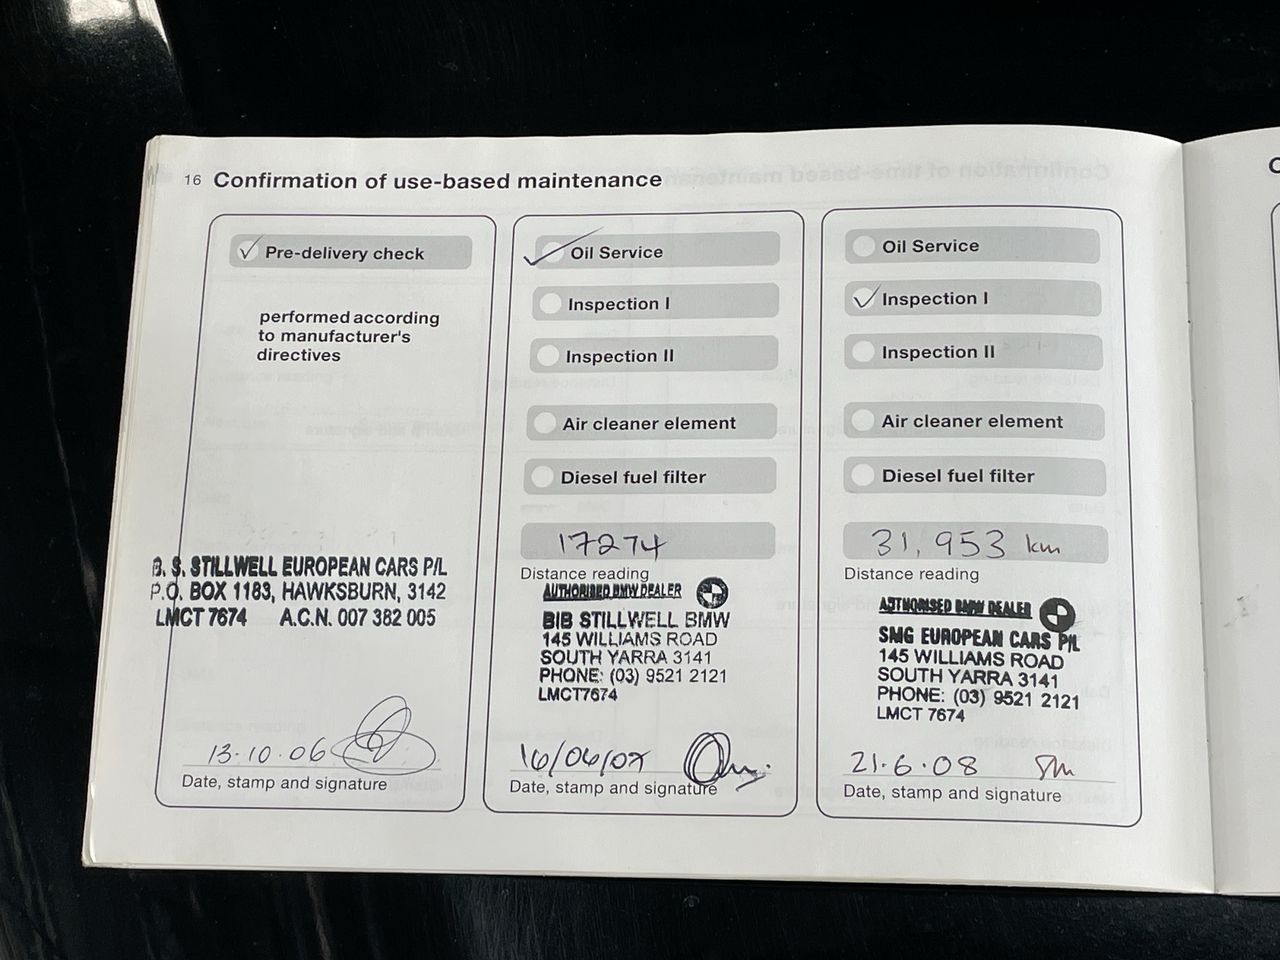 16 Confirmation of use-based maintenance
Pre-delivery check
performed according
to manufacturer's
directives
B. S. STILLWELL EUROPEAN CARS P/L
P.O. BOX 1183, HAWKSBURN, 3142
LMCT 7674 A.C.N. 007 382 005
13.10.06
Date, stamp and signature
Oil Service
Inspection I
Inspection II
Air cleaner element
Diesel fuel filter
17274
Distance reading
AUTHORISED BMW DEALER
BIB STILLWELL BMW
145 WILLIAMS ROAD
SOUTH YARRA 3141
PHONE: (03) 9521 2121
LMCT7674
Date, stamp and signature
Oil Service
Inspection I
Inspection II
Air cleaner element
Diesel fuel filter
31,953 km
Distance reading
AUTHORISED BMW DEALER
SMG EUROPEAN CARS P/L
145 WILLIAMS ROAD
SOUTH YARRA 3141
PHONE: (03) 9521 2121
LMCT 7674
21.6.08
Date, stamp and signature